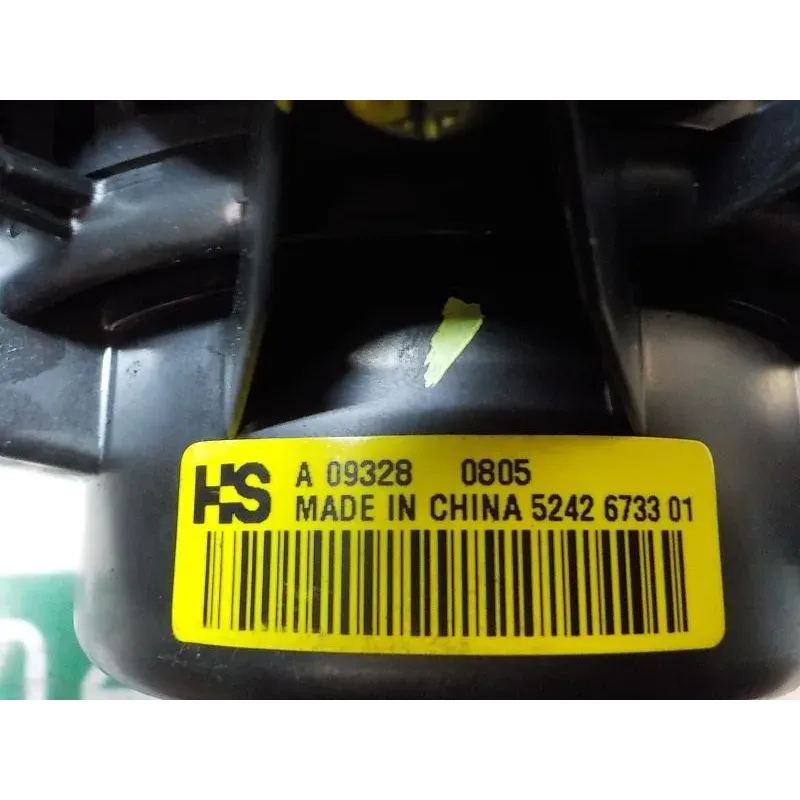 HS A 09328 0805
MADE IN CHINA 5242 6733 01